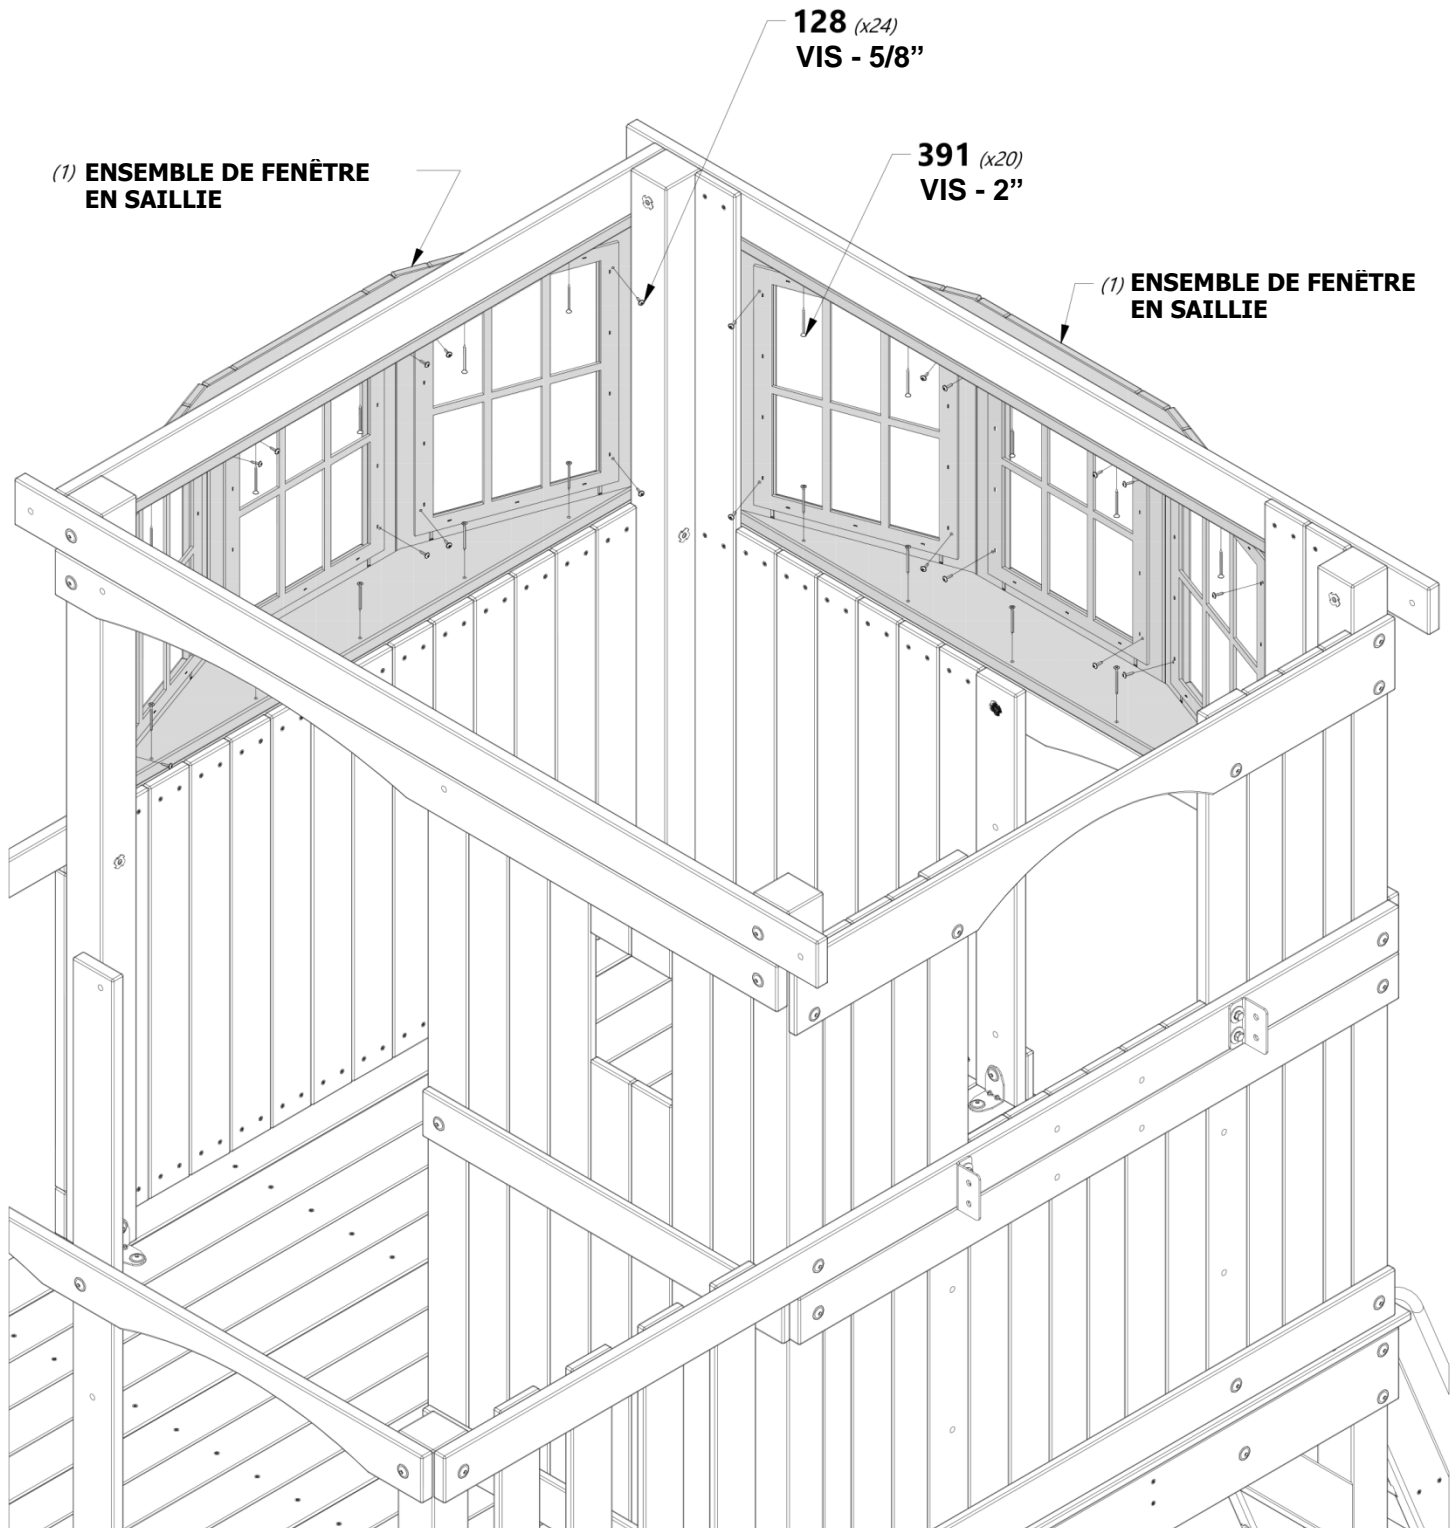 128 (x24)
VIS - 5/8”
391 (x20)
VIS - 2”
(1) ENSEMBLE DE FENÊTRE
EN SAILLIE
(1) ENSEMBLE DE FENÊTRE
EN SAILLIE